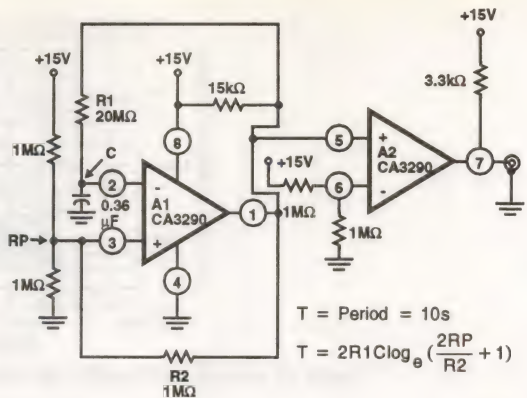 +15V
+15V
+15V
R1
20MΩ
15kΩ
3.3kΩ
1MΩ
C
8
5
+
A2
CA3290
7
+15V
2
-
A1
CA3290
1
6
-
0.36
μF
1MΩ
RP
3
+
1MΩ
1MΩ
4
T = Period = 10s
T = 2R1Clogₑ (2RP/R2 + 1)
R2
1MΩ